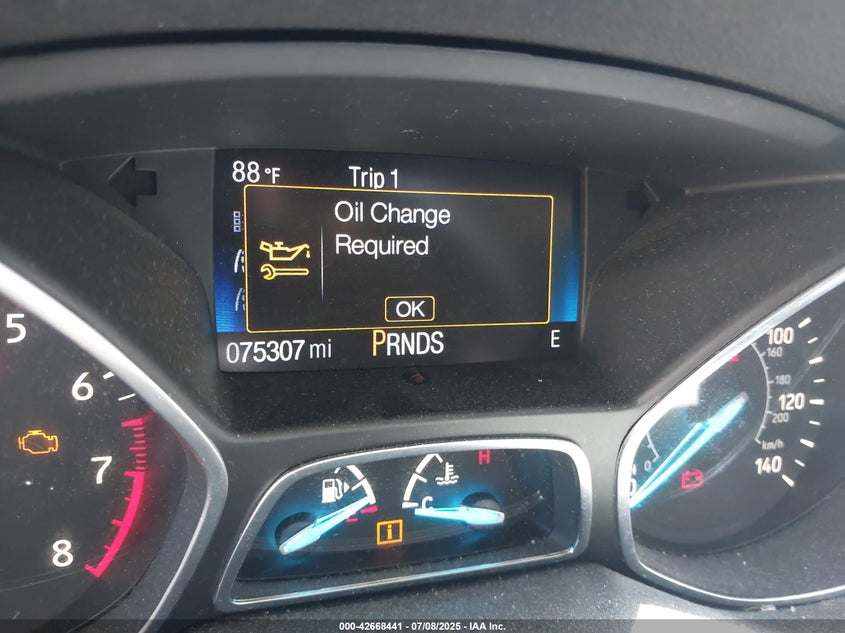 88 °F Trip 1
Oil Change
Required
OK
075307 mi PRNDS E
5
6
7
8
H
C
E
i
100
160
180
120
200
km/h
140
0
000-42668441 - 07/08/2025 - IAA Inc.